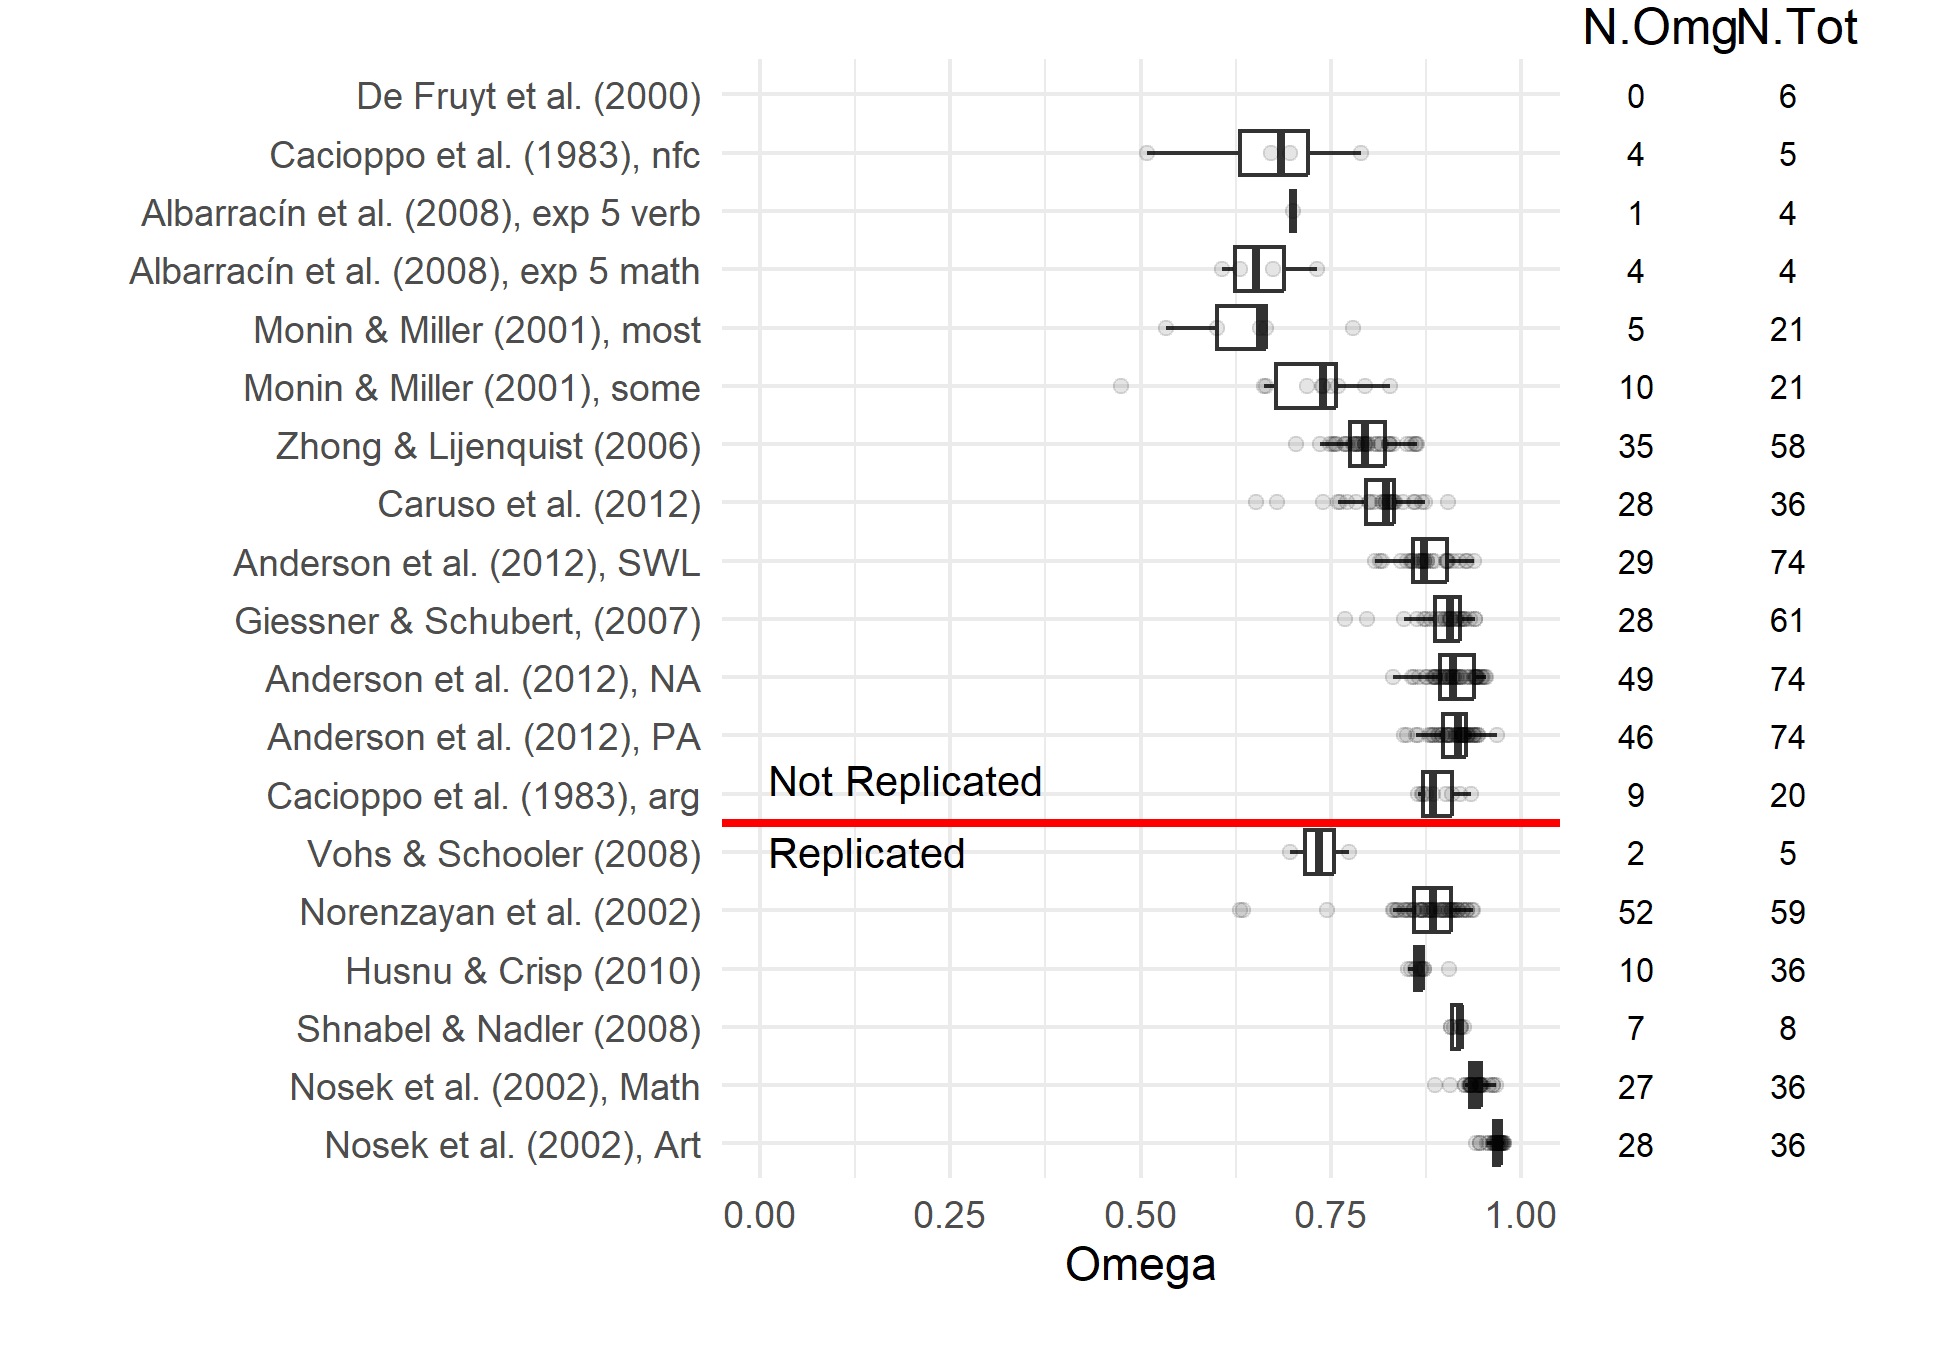 N.Omg N.Tot
De Fruyt et al. (2000) 0 6
Cacioppo et al. (1983), nfc 4 5
Albarracín et al. (2008), exp 5 verb 1 4
Albarracín et al. (2008), exp 5 math 4 4
Monin & Miller (2001), most 5 21
Monin & Miller (2001), some 10 21
Zhong & Lijenquist (2006) 35 58
Caruso et al. (2012) 28 36
Anderson et al. (2012), SWL 29 74
Giessner & Schubert, (2007) 28 61
Anderson et al. (2012), NA 49 74
Anderson et al. (2012), PA 46 74
Not Replicated
Cacioppo et al. (1983), arg 9 20
Vohs & Schooler (2008) Replicated 2 5
Norenzayan et al. (2002) 52 59
Husnu & Crisp (2010) 10 36
Shnabel & Nadler (2008) 7 8
Nosek et al. (2002), Math 27 36
Nosek et al. (2002), Art 28 36
0.00 0.25 0.50 0.75 1.00
Omega